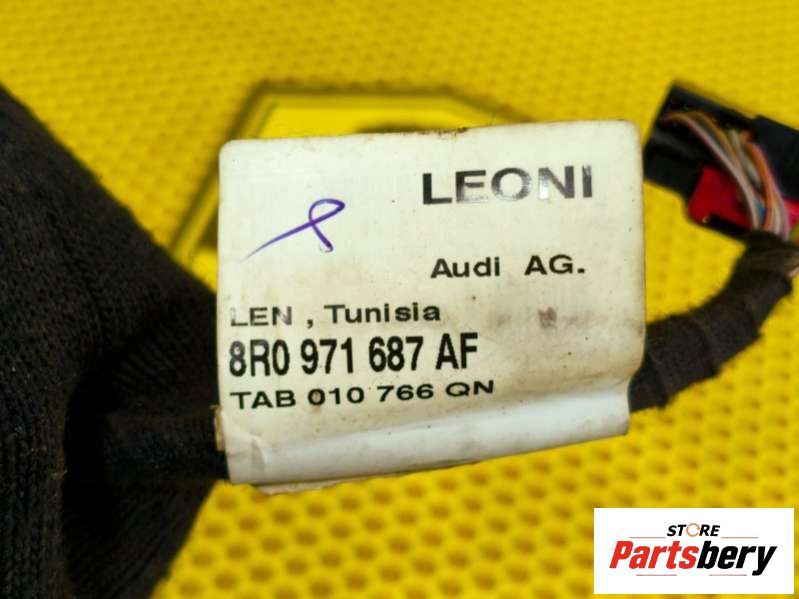 LEONI
Audi AG.
LEN , Tunisia
8R0 971 687 AF
TAB 010 766 QN
STORE
Partsbery